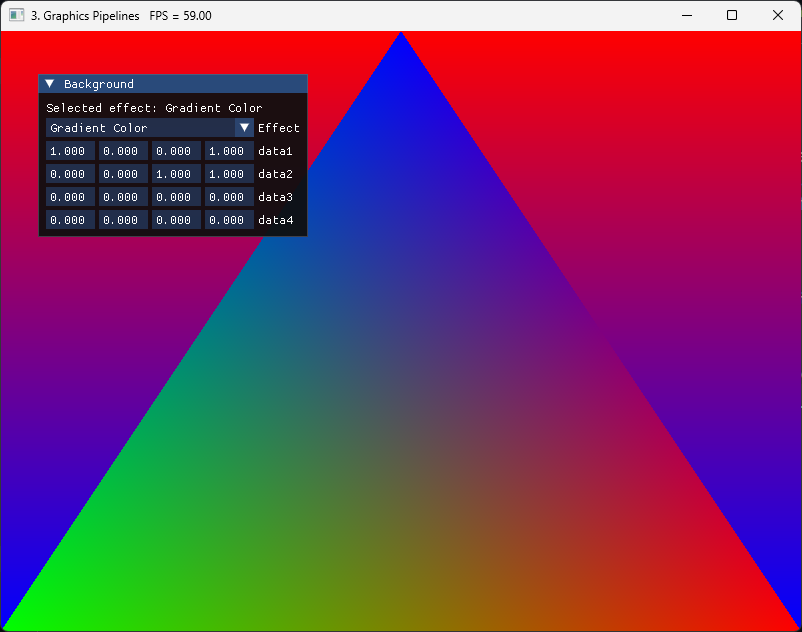 3. Graphics Pipelines   FPS = 59.00
Background
Selected effect: Gradient Color
Gradient Color Effect
1.000 0.000 0.000 1.000 data1
0.000 0.000 1.000 1.000 data2
0.000 0.000 0.000 0.000 data3
0.000 0.000 0.000 0.000 data4